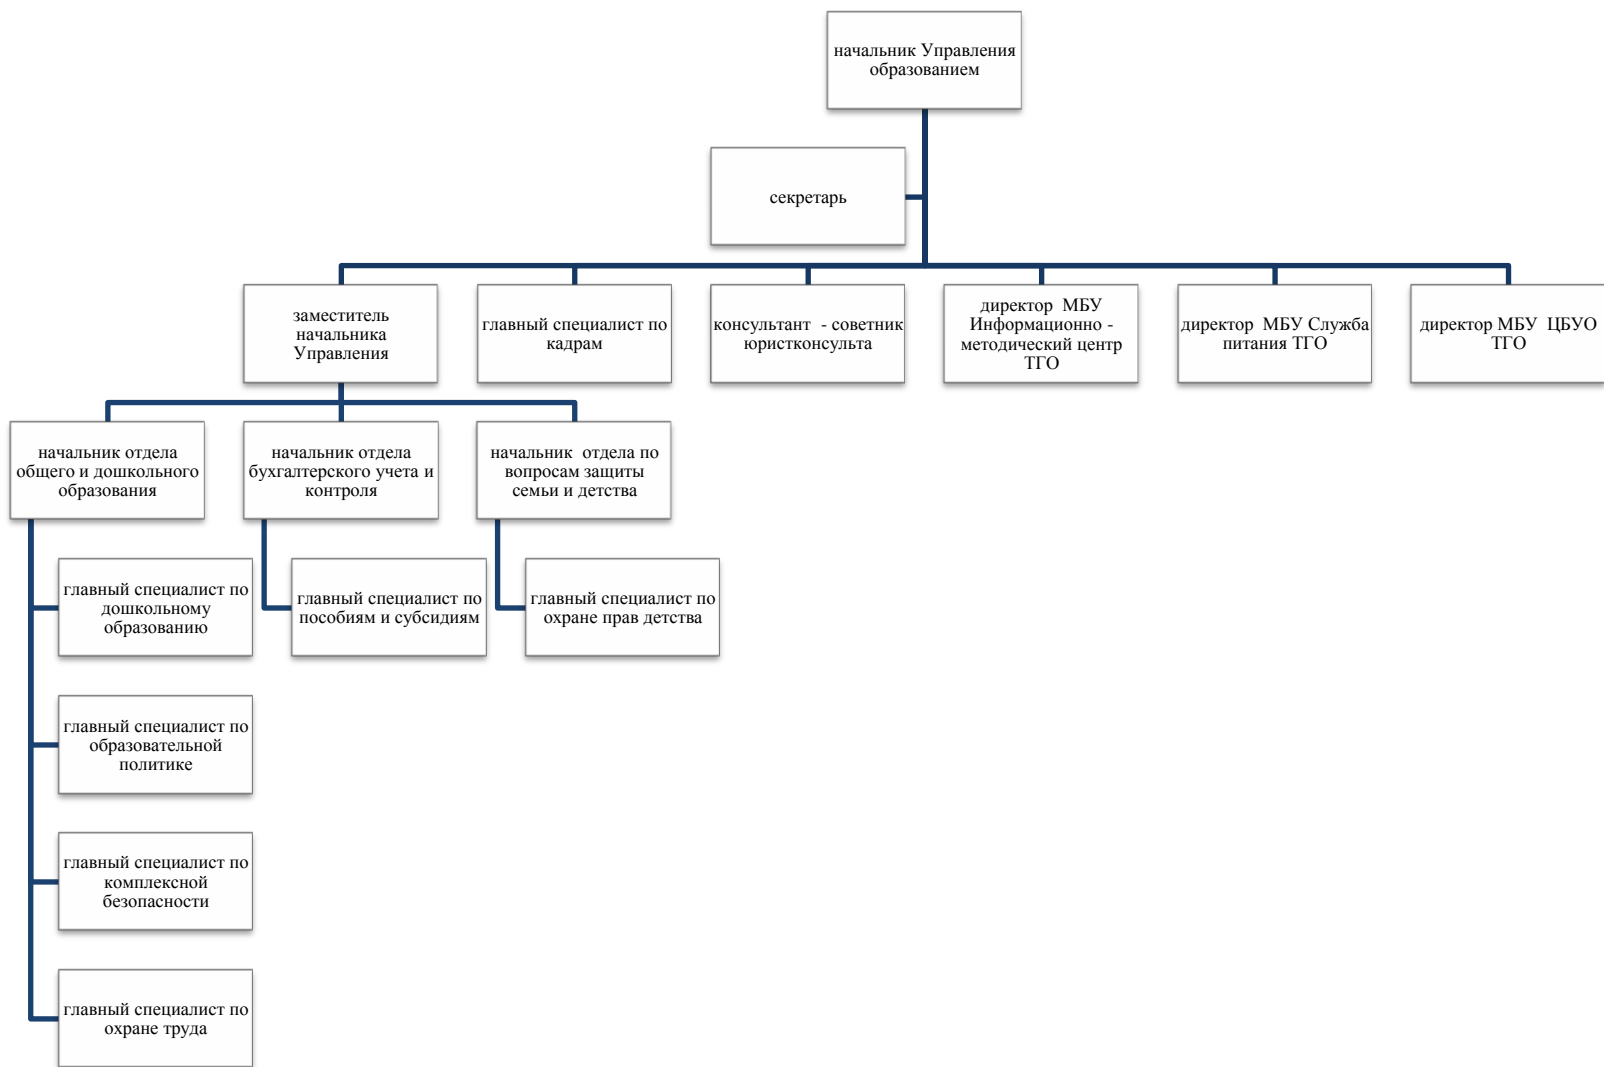 начальник Управления
образованием
секретарь
заместитель
начальника
Управления
главный специалист по
кадрам
консультант - советник
юристконсульта
директор МБУ
Информационно -
методический центр
ТГО
директор МБУ Служба
питания ТГО
директор МБУ ЦБУО
ТГО
начальник отдела
общего и дошкольного
образования
начальник отдела
бухгалтерского учета и
контроля
начальник отдела по
вопросам защиты
семьи и детства
главный специалист по
дошкольному
образованию
главный специалист по
пособиям и субсидиям
главный специалист по
охране прав детства
главный специалист по
образовательной
политике
главный специалист по
комплексной
безопасности
главный специалист по
охране труда